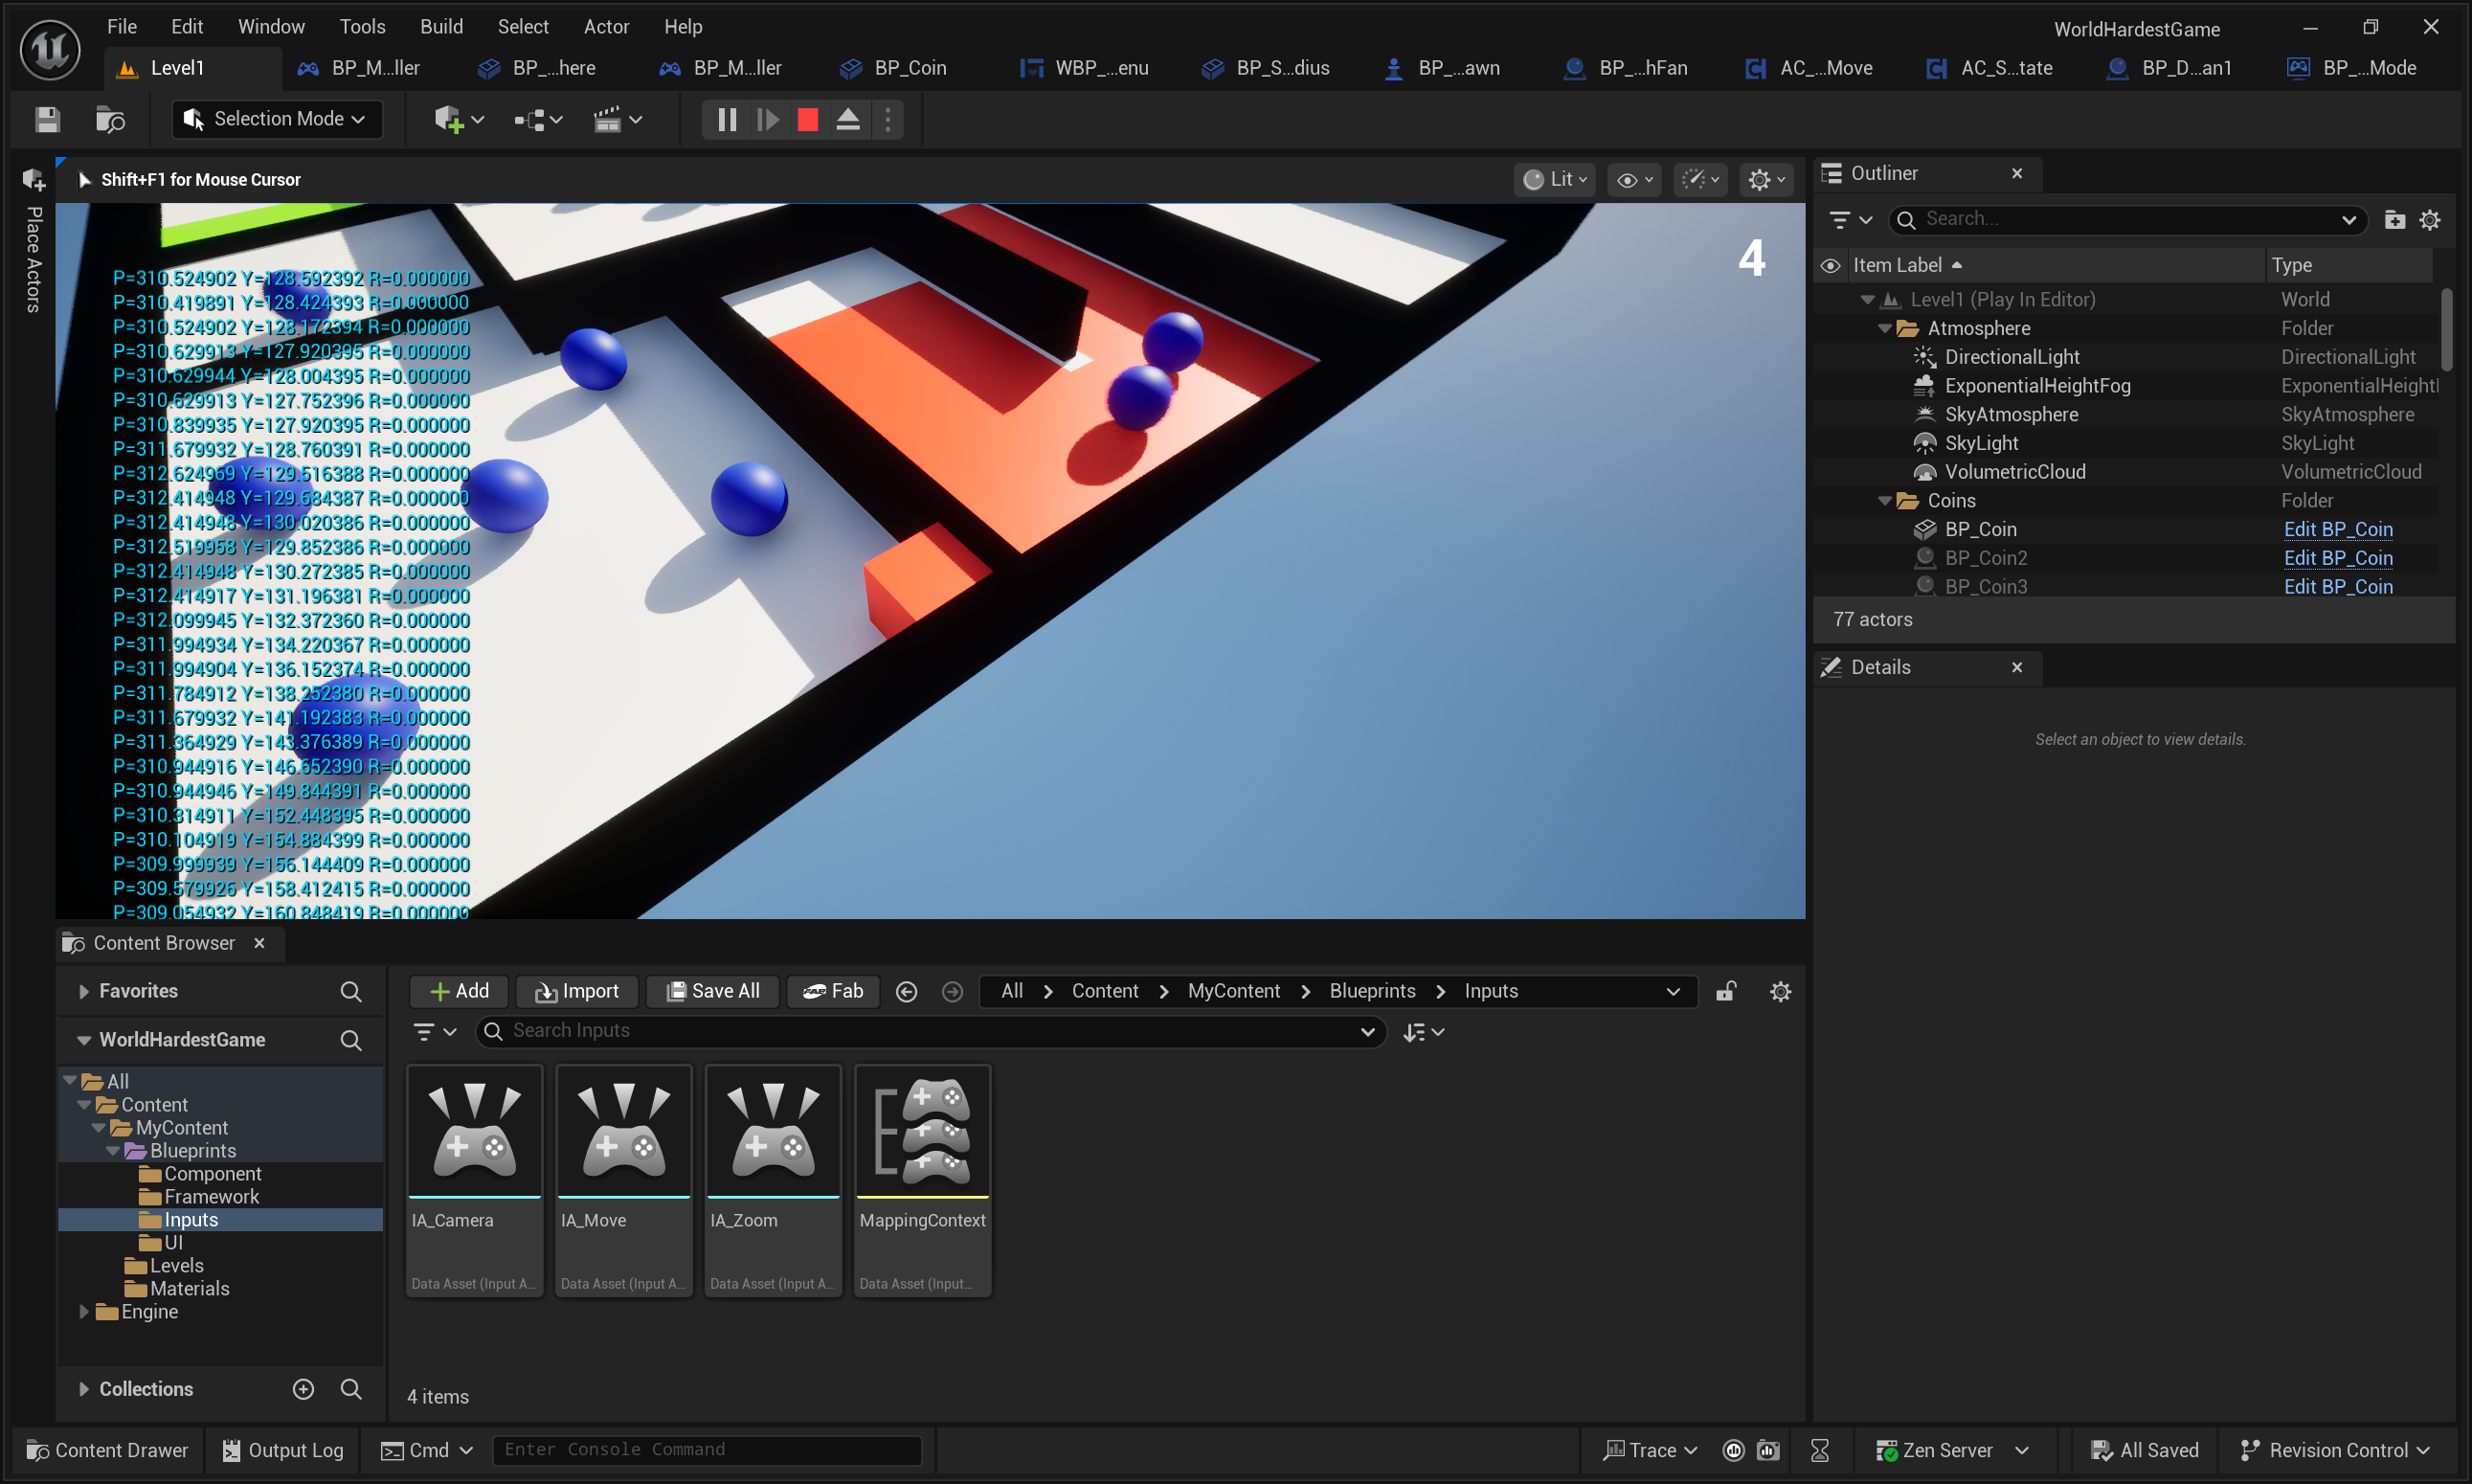 File Edit Window Tools Build Select Actor Help WorldHardestGame
Level1 BP_M...ller BP_...here BP_M...ller BP_Coin WBP_...enu BP_S...dius BP_...awn BP_...hFan AC_...Move AC_S...tate BP_D...an1 BP_...Mode
Selection Mode
Place Actors
Shift+F1 for Mouse Cursor Lit
4
P=310.524902 Y=128.592392 R=0.000000
P=310.419891 Y=128.424393 R=0.000000
P=310.524902 Y=128.172394 R=0.000000
P=310.629913 Y=127.920395 R=0.000000
P=310.629944 Y=128.004395 R=0.000000
P=310.629913 Y=127.752396 R=0.000000
P=310.839935 Y=127.920395 R=0.000000
P=311.679932 Y=128.760391 R=0.000000
P=312.624969 Y=129.516388 R=0.000000
P=312.414948 Y=129.684387 R=0.000000
P=312.414948 Y=130.020386 R=0.000000
P=312.519958 Y=129.852386 R=0.000000
P=312.414948 Y=130.272385 R=0.000000
P=312.414917 Y=131.196381 R=0.000000
P=312.099945 Y=132.372360 R=0.000000
P=311.994934 Y=134.220367 R=0.000000
P=311.994904 Y=136.152374 R=0.000000
P=311.784912 Y=138.252380 R=0.000000
P=311.679932 Y=141.192383 R=0.000000
P=311.364929 Y=143.376389 R=0.000000
P=310.944916 Y=146.652390 R=0.000000
P=310.944946 Y=149.844391 R=0.000000
P=310.314911 Y=152.448395 R=0.000000
P=310.104919 Y=154.884399 R=0.000000
P=309.999939 Y=156.144409 R=0.000000
P=309.579926 Y=158.412415 R=0.000000
P=309.054932 Y=160.848419 R=0.000000
Outliner
Search...
Item Label Type
Level1 (Play In Editor) World
Atmosphere Folder
DirectionalLight DirectionalLight
ExponentialHeightFog ExponentialHeight
SkyAtmosphere SkyAtmosphere
SkyLight SkyLight
VolumetricCloud VolumetricCloud
Coins Folder
BP_Coin Edit BP_Coin
BP_Coin2 Edit BP_Coin
BP_Coin3 Edit BP_Coin
77 actors
Details
Select an object to view details.
Content Browser
Favorites
WorldHardestGame
All
Content
MyContent
Blueprints
Component
Framework
Inputs
UI
Levels
Materials
Engine
Collections
Add Import Save All Fab All Content MyContent Blueprints Inputs
Search Inputs
IA_Camera IA_Move IA_Zoom MappingContext
Data Asset (Input A... Data Asset (Input A... Data Asset (Input A... Data Asset (Input...
4 items
Content Drawer Output Log Cmd Enter Console Command Trace Zen Server All Saved Revision Control